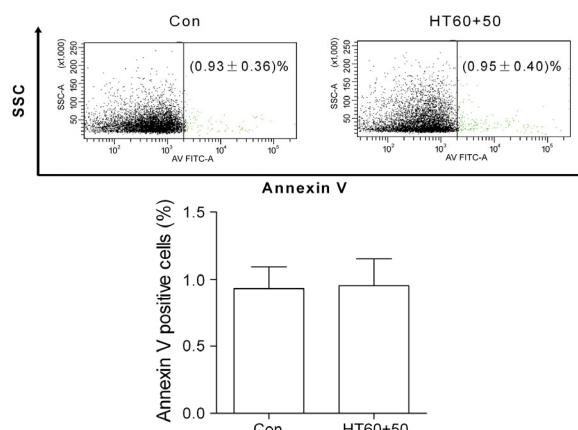 Con
HT60+50
SSC
SSC-A
(x1,000)
50 100 150 200 250
(0.93 ± 0.36)%
10² 10³ 10⁴ 10⁵
AV FITC-A
SSC-A
(x1,000)
50 100 150 200 250
(0.95 ± 0.40)%
10² 10³ 10⁴ 10⁵
AV FITC-A
Annexin V
Annexin V positive cells (%)
1.5
1.0
0.5
0.0
Con
HT60+50